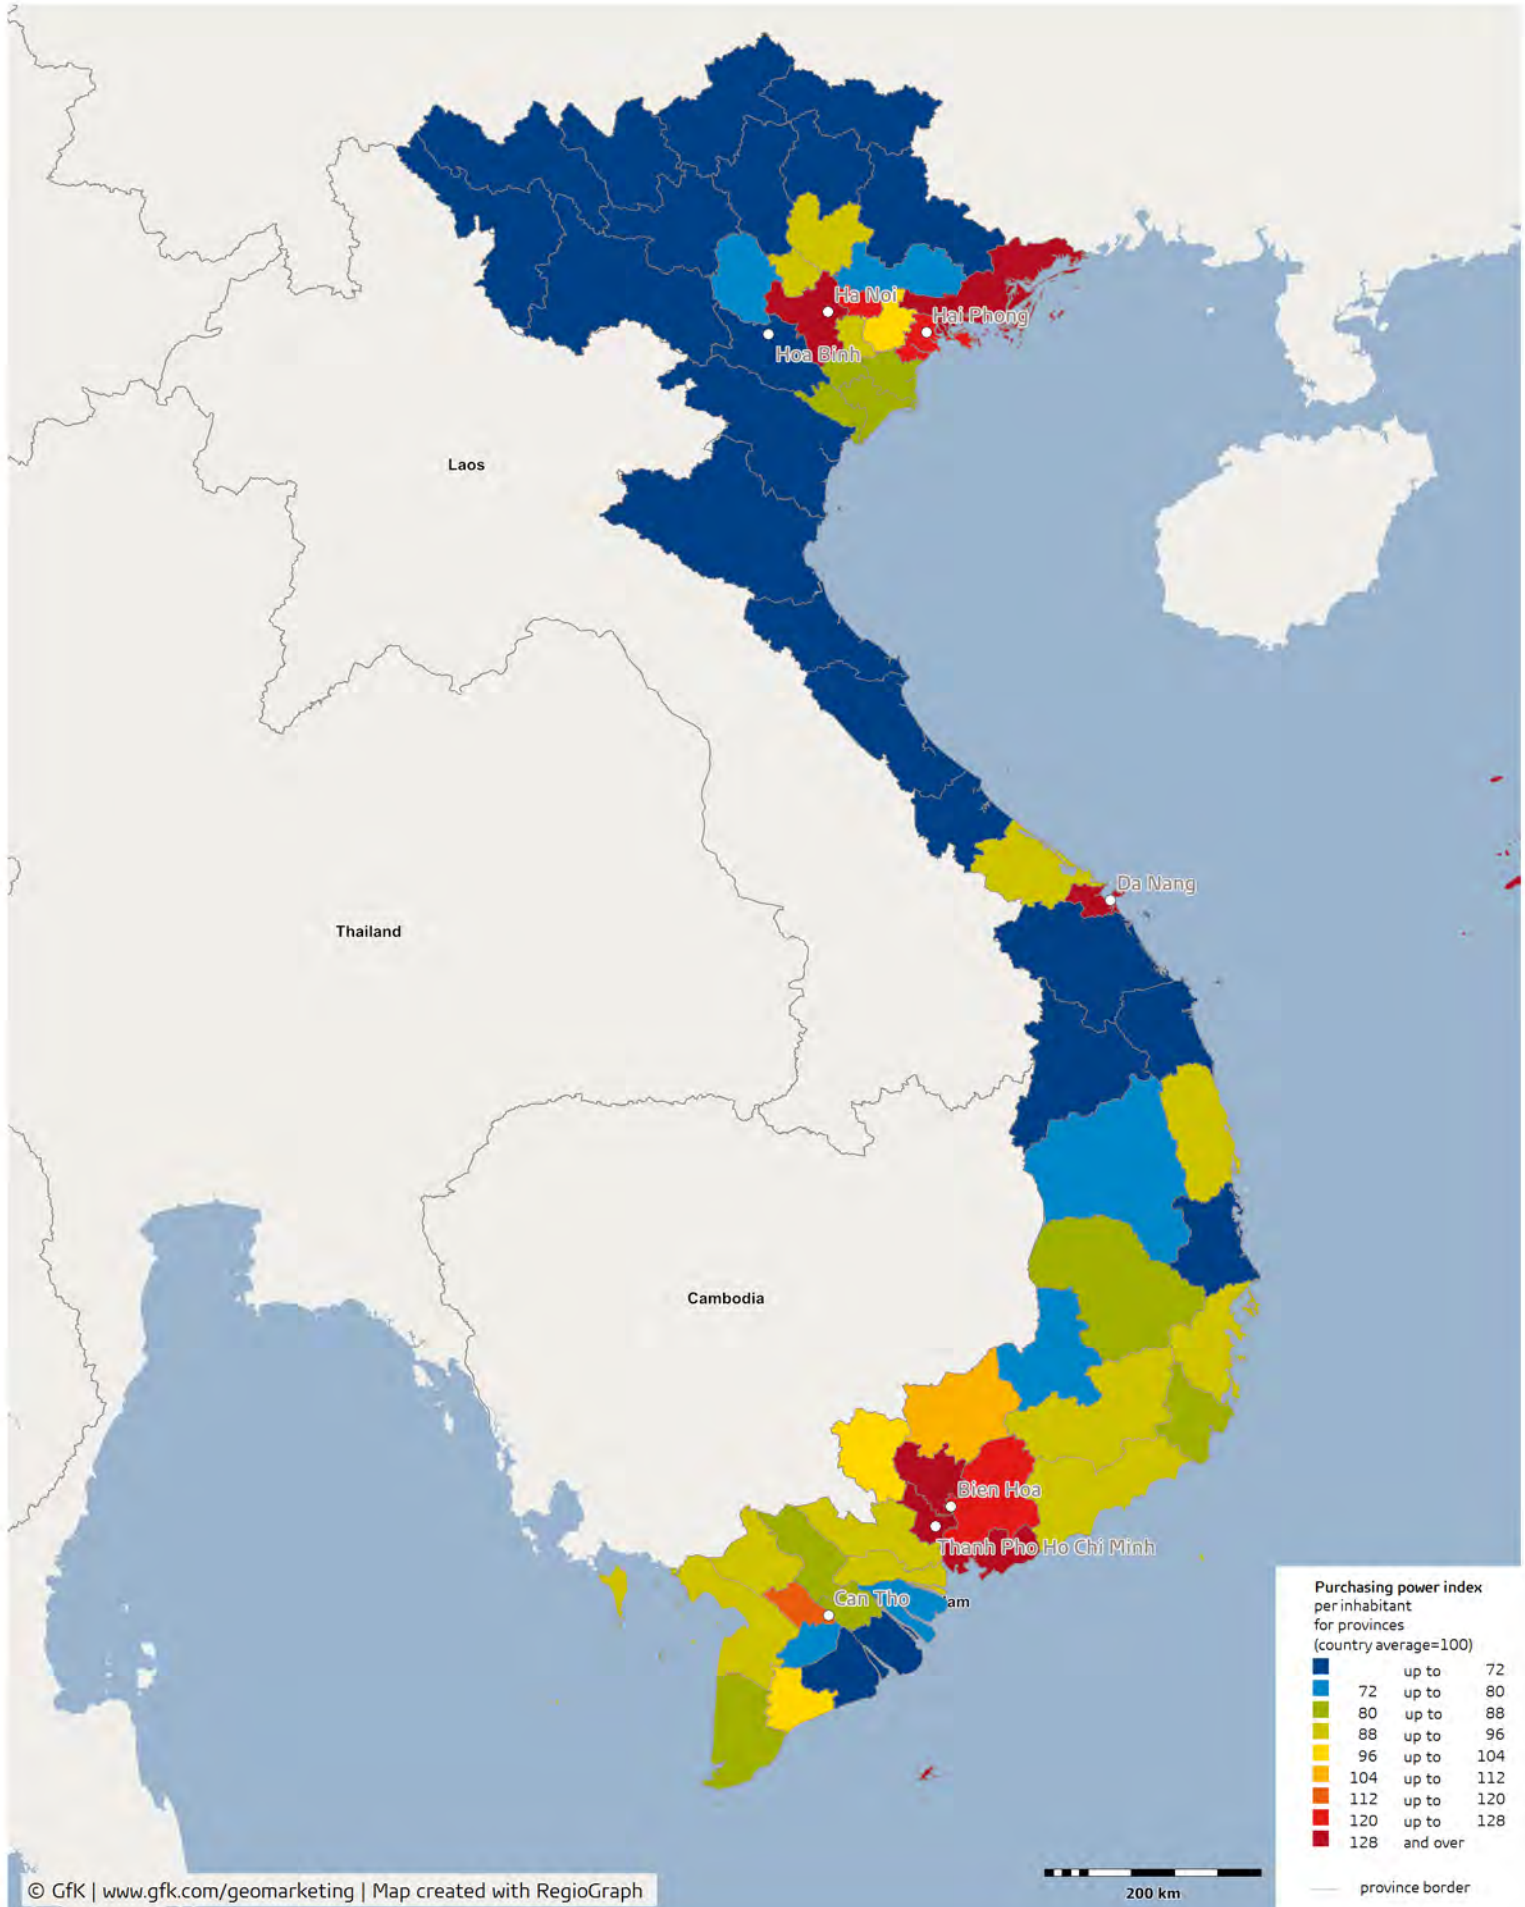 Ha Noi
Hai Phong
Hoa Binh
Laos
Da Nang
Thailand
Cambodia
Bien Hoa
Thanh Pho Ho Chi Minh
Can Tho
am
Purchasing power index
per inhabitant
for provinces
(country average=100)
up to 72
72 up to 80
80 up to 88
88 up to 96
96 up to 104
104 up to 112
112 up to 120
120 up to 128
128 and over
province border
200 km
© GfK | www.gfk.com/geomarketing | Map created with RegioGraph